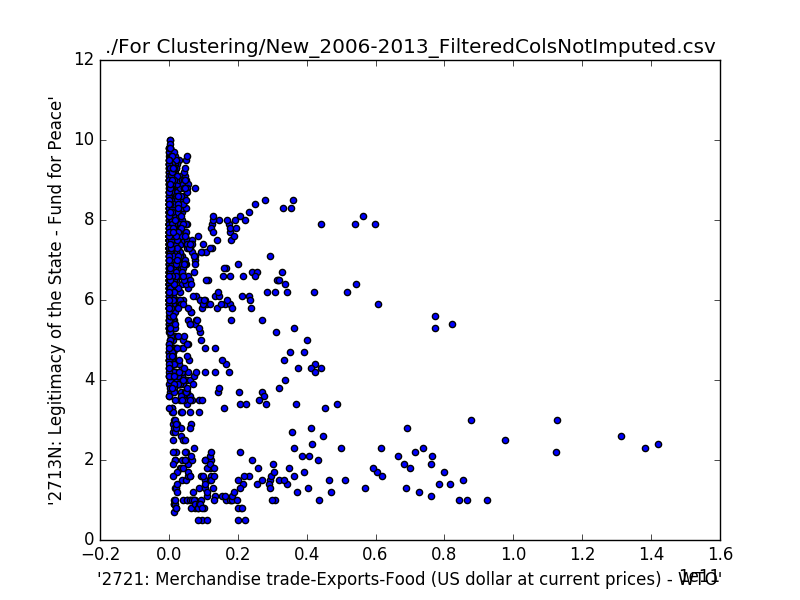 ./For Clustering/New_2006-2013_FilteredColsNotImputed.csv
'2713N: Legitimacy of the State - Fund for Peace'
12
10
8
6
4
2
0
−0.2 0.0 0.2 0.4 0.6 0.8 1.0 1.2 1.4 1.6
1e11
'2721: Merchandise trade-Exports-Food (US dollar at current prices) - WTO'